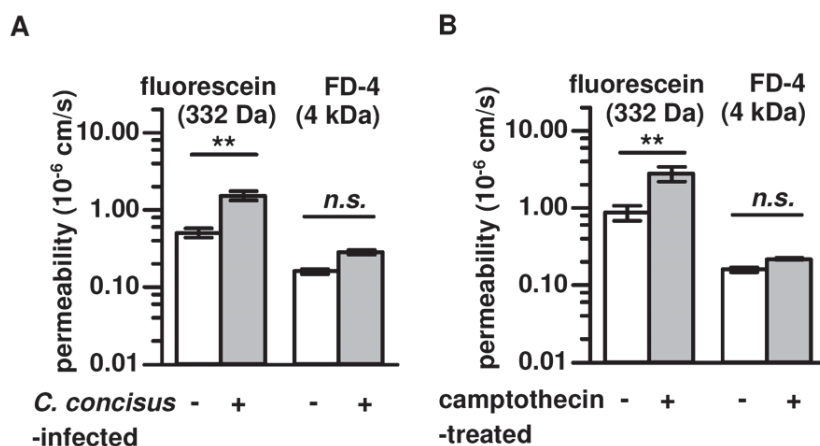 A
fluorescein FD-4
(332 Da) (4 kDa)
permeability (10-6 cm/s)
10.00
1.00
0.10
0.01
**
n.s.
C. concisus - + - +
-infected
B
fluorescein FD-4
(332 Da) (4 kDa)
permeability (10-6 cm/s)
10.00
1.00
0.10
0.01
**
n.s.
camptothecin - + - +
-treated